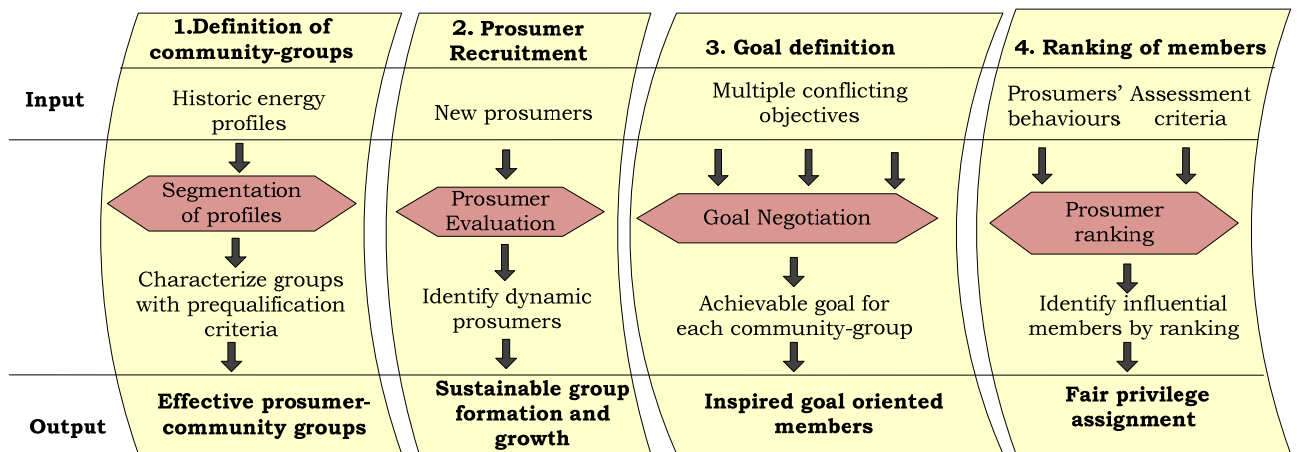 1.Definition of
community-groups
2. Prosumer
Recruitment
3. Goal definition
4. Ranking of members
Input
Historic energy
profiles
New prosumers
Multiple conflicting
objectives
Prosumers’
behaviours
Assessment
criteria
Segmentation
of profiles
Prosumer
Evaluation
Goal Negotiation
Prosumer
ranking
Characterize groups
with prequalification
criteria
Identify dynamic
prosumers
Achievable goal for
each community-group
Identify influential
members by ranking
Output
Effective prosumer-
community groups
Sustainable group
formation and
growth
Inspired goal oriented
members
Fair privilege
assignment